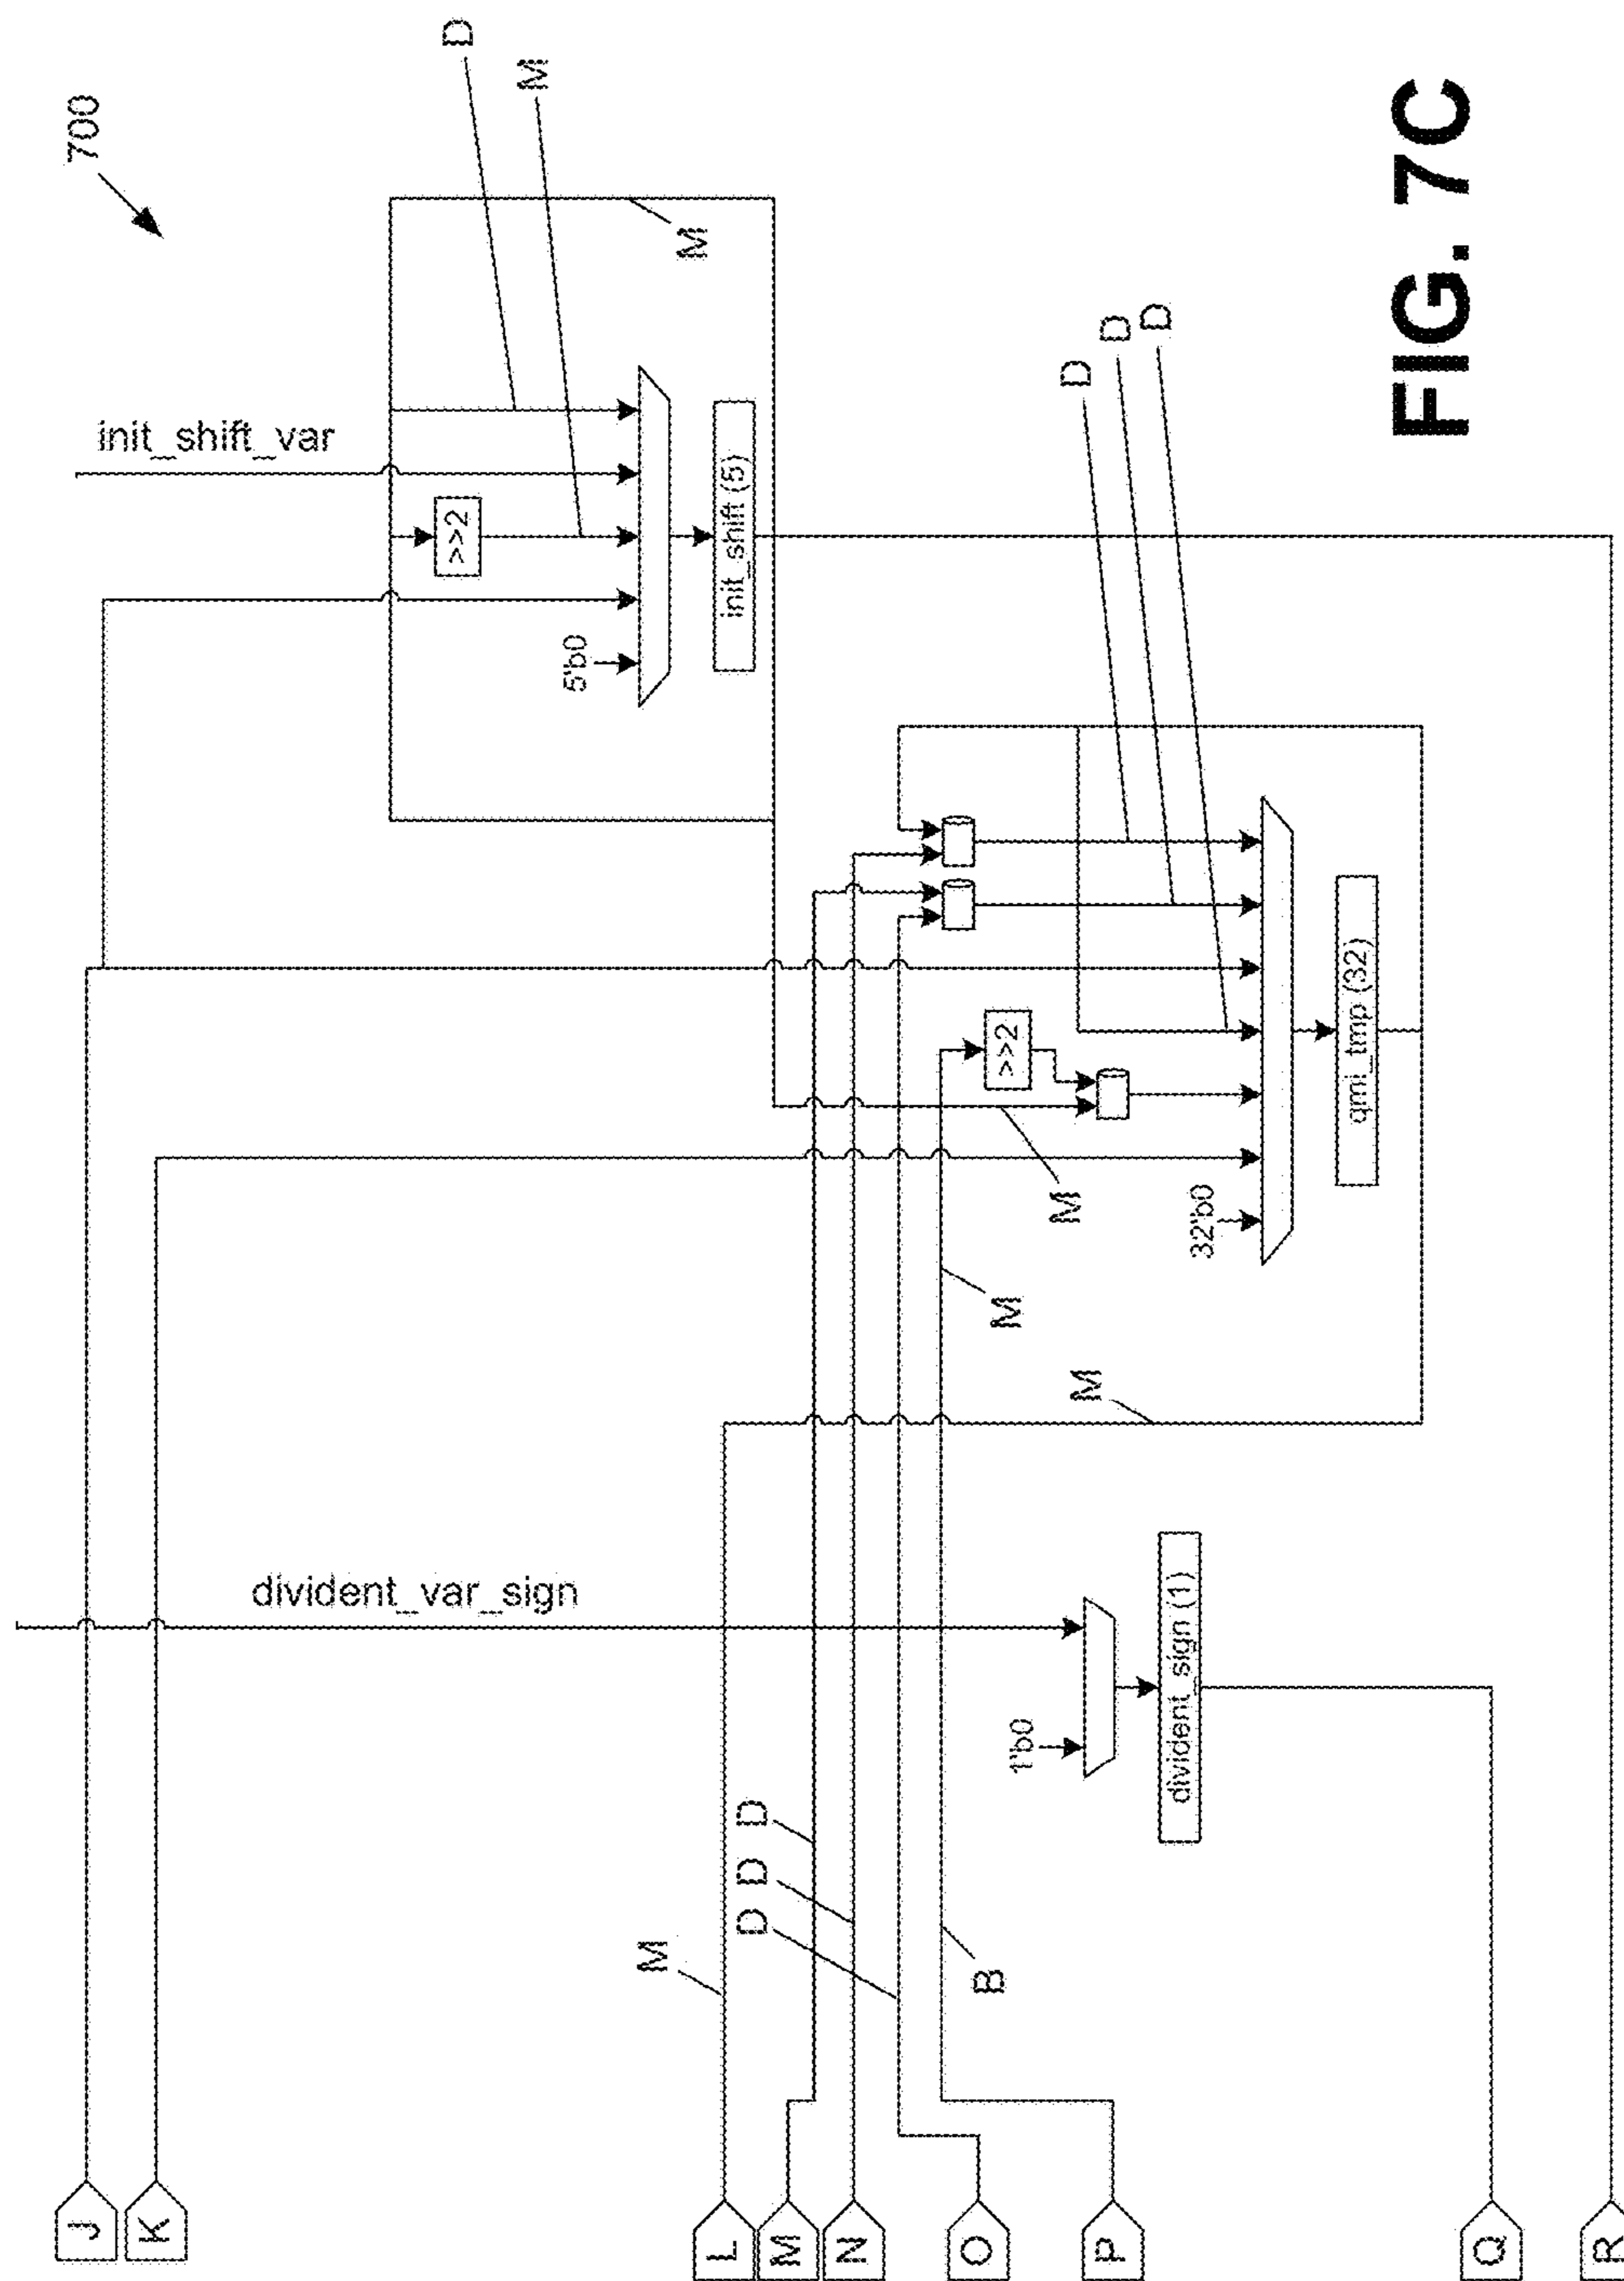 700
D
M
init_shift_var
M
>>2
5'b0
init_shift (5)
D
D
D
>>2
M
32'b0
qmi_tmp (32)
M
M
divident_var_sign
1'b0
divident_sign (1)
D
D
D
M
B
J
K
L
M
N
O
P
Q
R
FIG. 7C